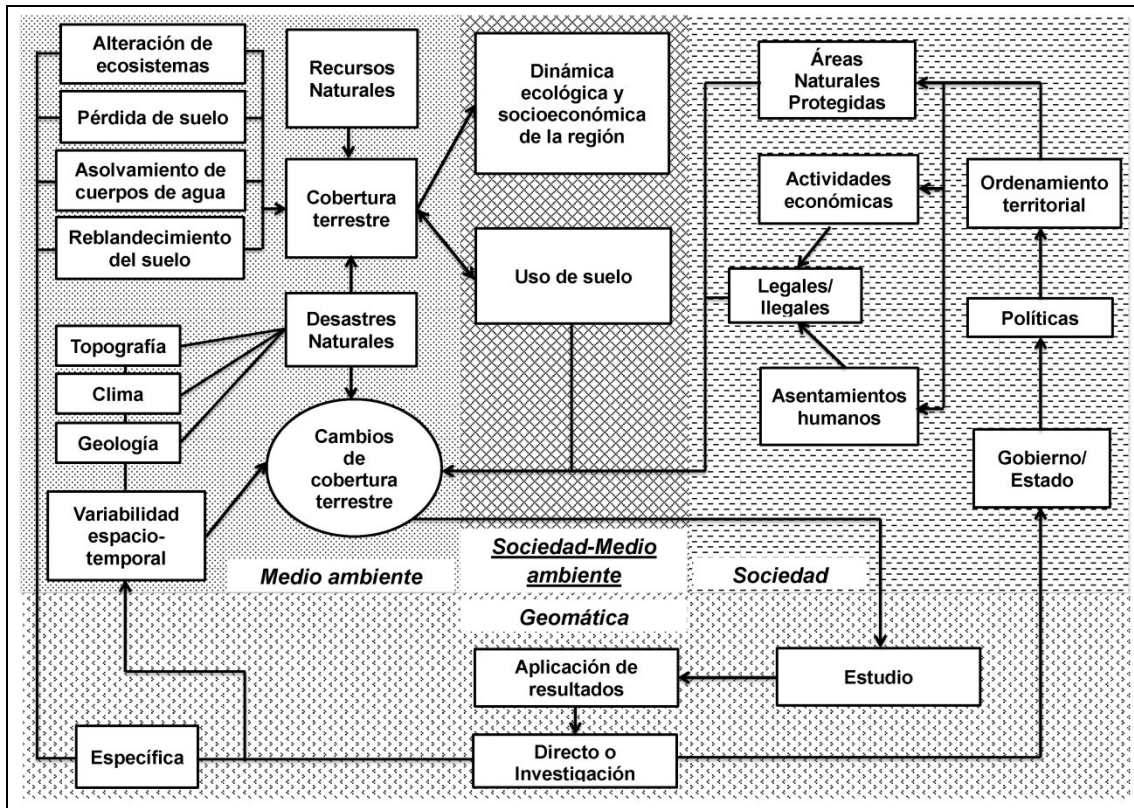 Alteración de
ecosistemas
Pérdida de suelo
Asolvamiento de
cuerpos de agua
Reblandecimiento
del suelo
Topografía
Clima
Geología
Variabilidad
espacio-
temporal
Recursos
Naturales
Cobertura
terrestre
Desastres
Naturales
Cambios
de
cobertura
terrestre
Medio ambiente
Dinámica
ecológica y
socioeconómica
de la región
Uso de suelo
Sociedad-Medio
ambiente
Áreas
Naturales
Protegidas
Actividades
económicas
Legales/
Ilegales
Asentamientos
humanos
Ordenamiento
territorial
Políticas
Gobierno/
Estado
Sociedad
Geomática
Aplicación de
resultados
Estudio
Específica
Directo o
Investigación